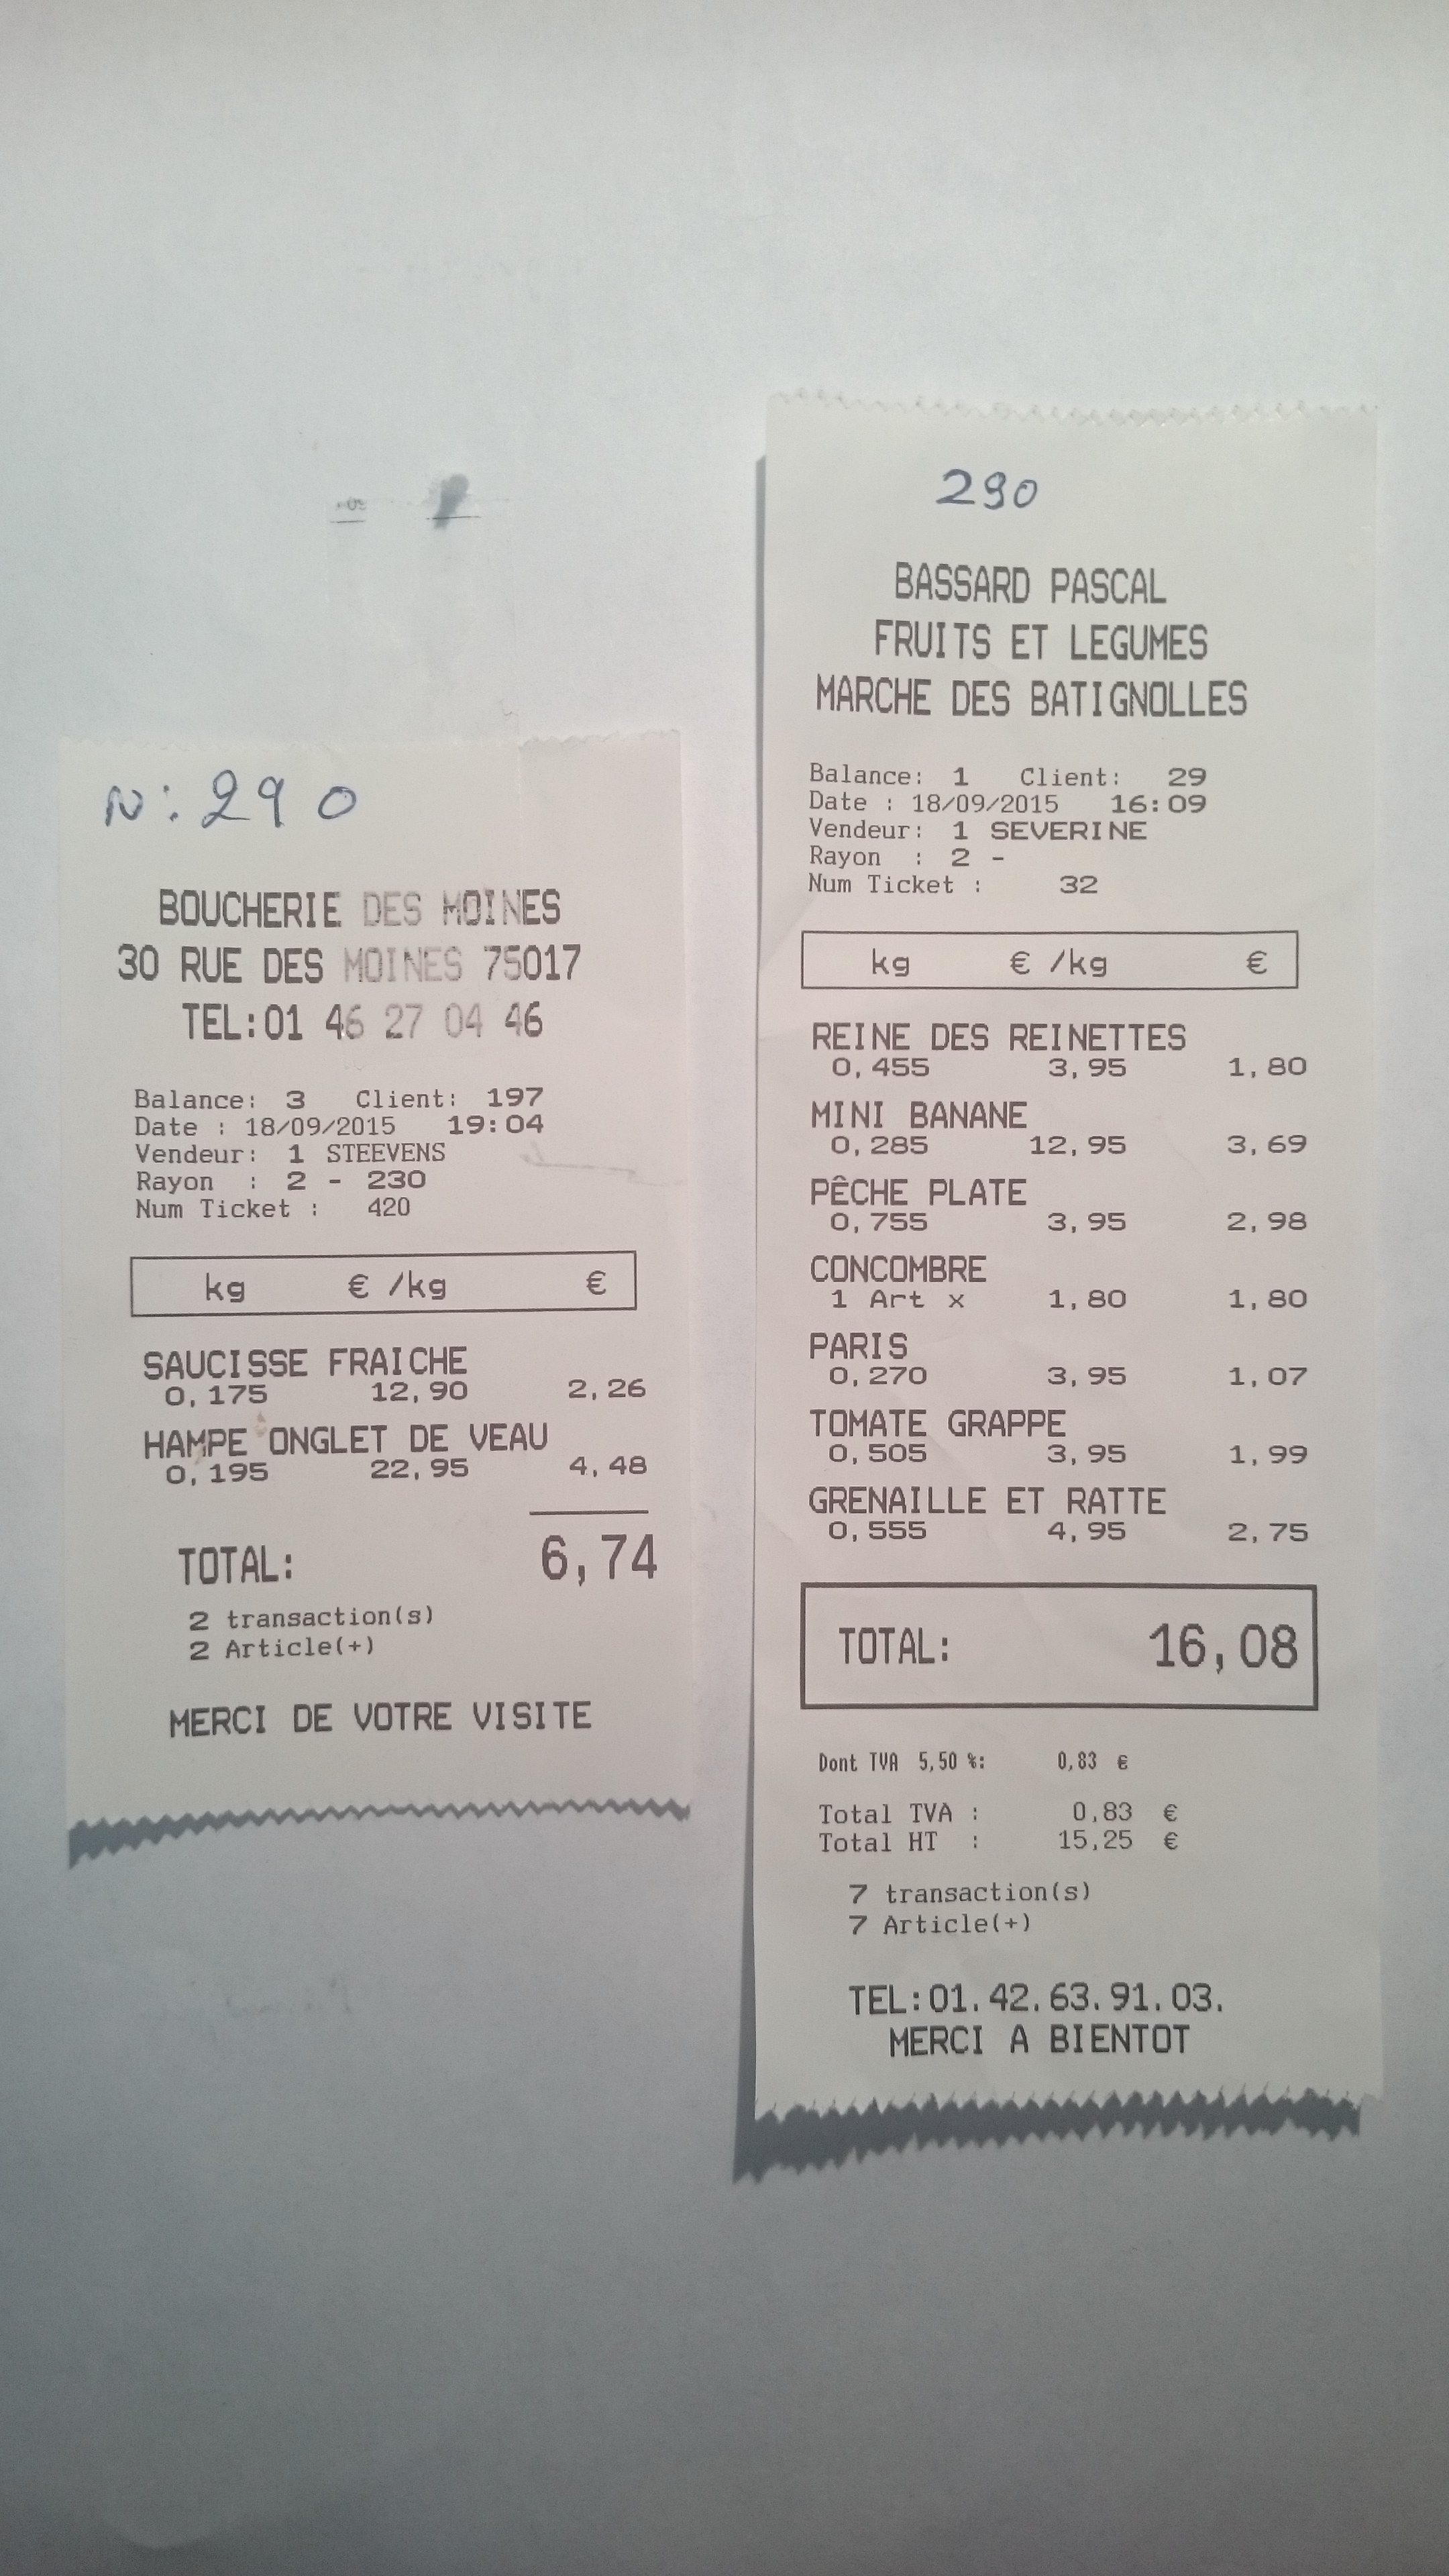 N: 290
BOUCHERIE DES MOINES
30 RUE DES MOINES 75017
TEL:01 46 27 04 46
Balance: 3 Client: 197
Date : 18/09/2015 19:04
Vendeur: 1 STEEVENS
Rayon : 2 - 230
Num Ticket : 420
kg € /kg €
SAUCISSE FRAICHE
0,175 12,90 2,26
HAMPE ONGLET DE VEAU
0,195 22,95 4,48
TOTAL: 6,74
2 transaction(s)
2 Article(+)
MERCI DE VOTRE VISITE
290
BASSARD PASCAL
FRUITS ET LEGUMES
MARCHE DES BATIGNOLLES
Balance: 1 Client: 29
Date : 18/09/2015 16:09
Vendeur: 1 SEVERINE
Rayon : 2 -
Num Ticket : 32
kg € /kg €
REINE DES REINETTES
0,455 3,95 1,80
MINI BANANE
0,285 12,95 3,69
PÊCHE PLATE
0,755 3,95 2,98
CONCOMBRE
1 Art x 1,80 1,80
PARIS
0,270 3,95 1,07
TOMATE GRAPPE
0,505 3,95 1,99
GRENAILLE ET RATTE
0,555 4,95 2,75
TOTAL: 16,08
Dont TVA 5,50 %: 0,83 €
Total TVA : 0,83 €
Total HT : 15,25 €
7 transaction(s)
7 Article(+)
TEL:01.42.63.91.03.
MERCI A BIENTOT